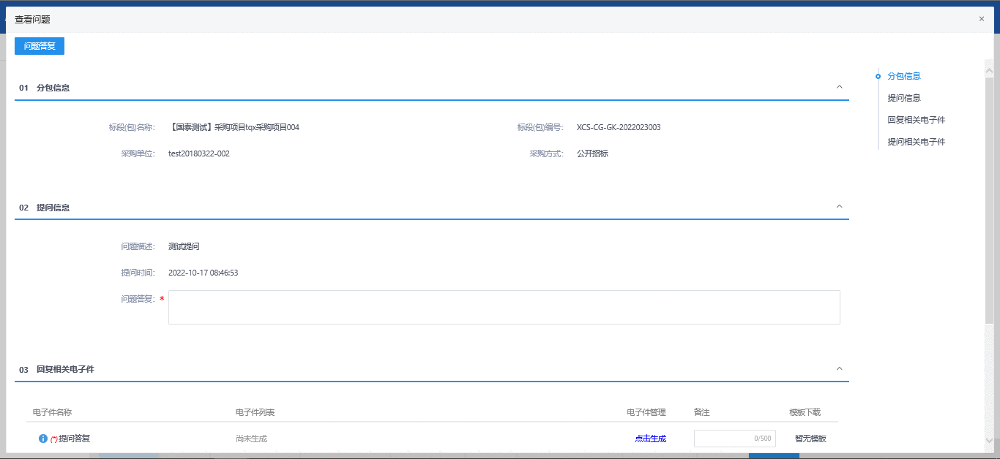 查看问题 ×
问题答复
01 分包信息
标段(包)名称: 【国泰测试】采购项目tqx采购项目004 标段(包)编号: XCS-CG-GK-2022023003
采购单位: test20180322-002 采购方式: 公开招标
02 提问信息
问题描述: 测试提问
提问时间: 2022-10-17 08:46:53
问题答复: *
03 回复相关电子件
电子件名称 电子件列表 电子件管理 备注 模板下载
(*)提问答复 尚未生成 点击生成 0/500 暂无模板
分包信息
提问信息
回复相关电子件
提问相关电子件